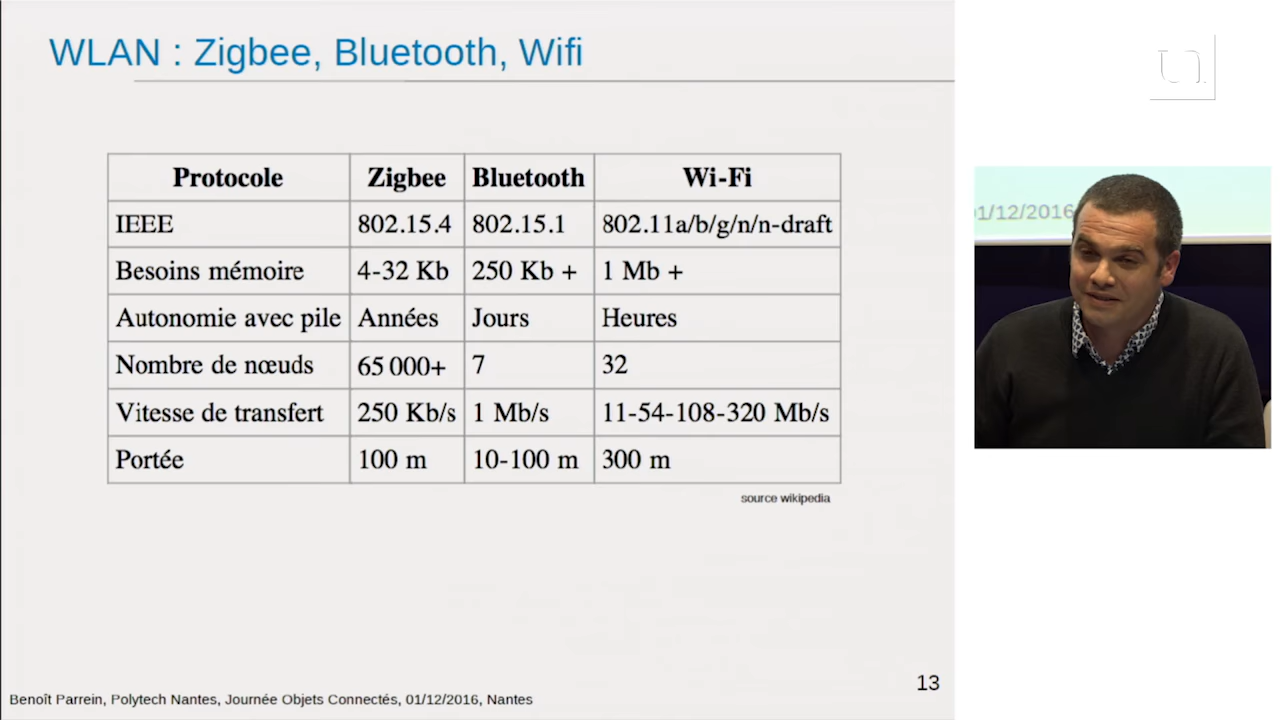 WLAN : Zigbee, Bluetooth, Wifi
Protocole Zigbee Bluetooth Wi-Fi
IEEE 802.15.4 802.15.1 802.11a/b/g/n/n-draft
Besoins mémoire 4-32 Kb 250 Kb + 1 Mb +
Autonomie avec pile Années Jours Heures
Nombre de nœuds 65 000+ 7 32
Vitesse de transfert 250 Kb/s 1 Mb/s 11-54-108-320 Mb/s
Portée 100 m 10-100 m 300 m
source wikipedia
13
Benoît Parrein, Polytech Nantes, Journée Objets Connectés, 01/12/2016, Nantes
01/12/2016